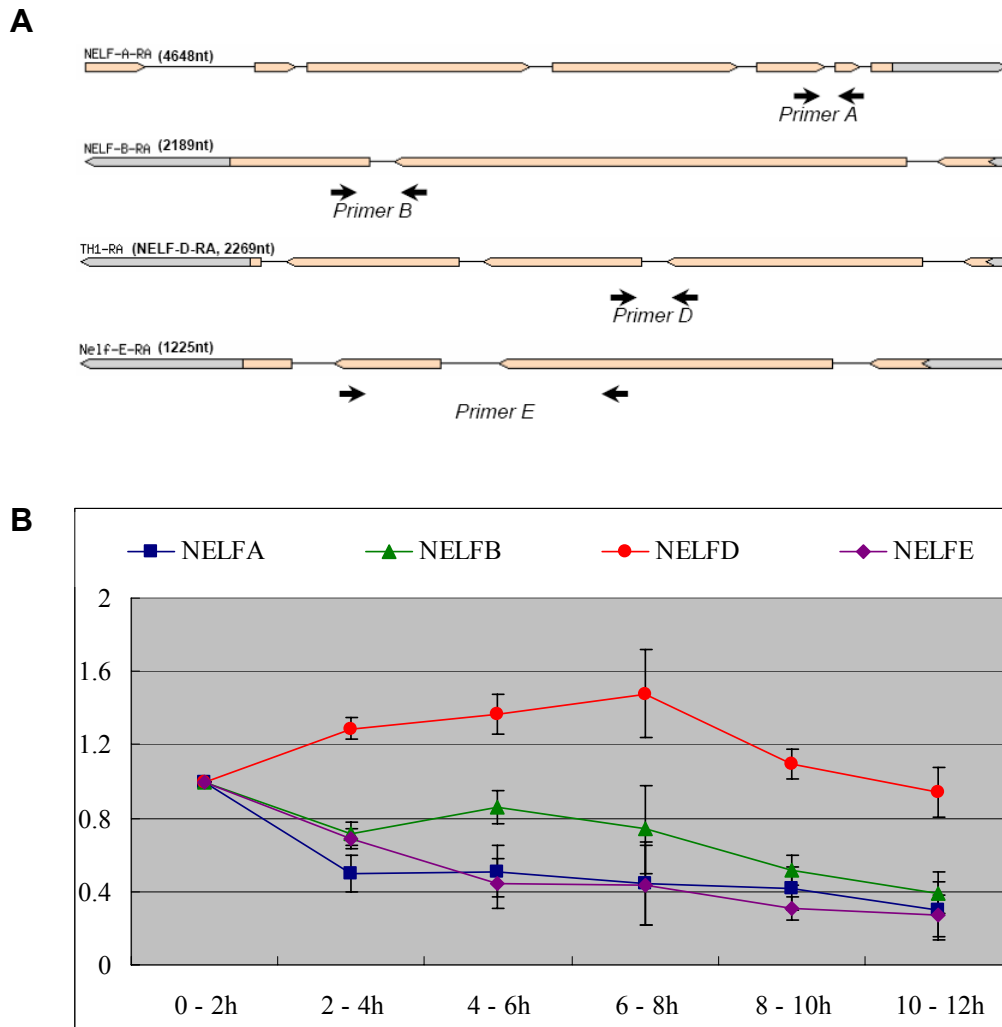 A
NELF-A-RA (4648nt)
Primer A
NELF-B-RA (2189nt)
Primer B
TH1-RA (NELF-D-RA, 2269nt)
Primer D
Nelf-E-RA (1225nt)
Primer E
B
NELFA NELFB NELFD NELFE
2
1.6
1.2
0.8
0.4
0
0 - 2h 2 - 4h 4 - 6h 6 - 8h 8 - 10h 10 - 12h